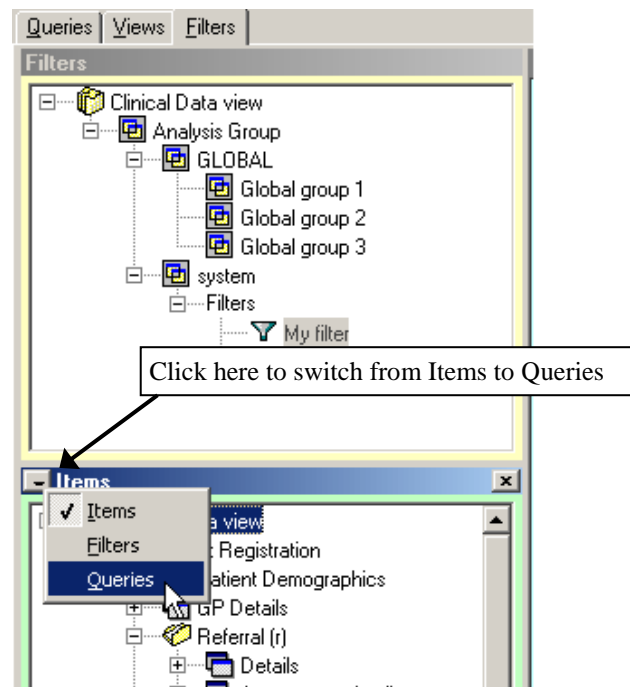 Queries Views Filters
Filters
Clinical Data view
Analysis Group
GLOBAL
Global group 1
Global group 2
Global group 3
system
Filters
My filter
Click here to switch from Items to Queries
Items
Items
a view
Filters
Registration
Queries
atient Demographics
GP Details
Referral (r)
Details